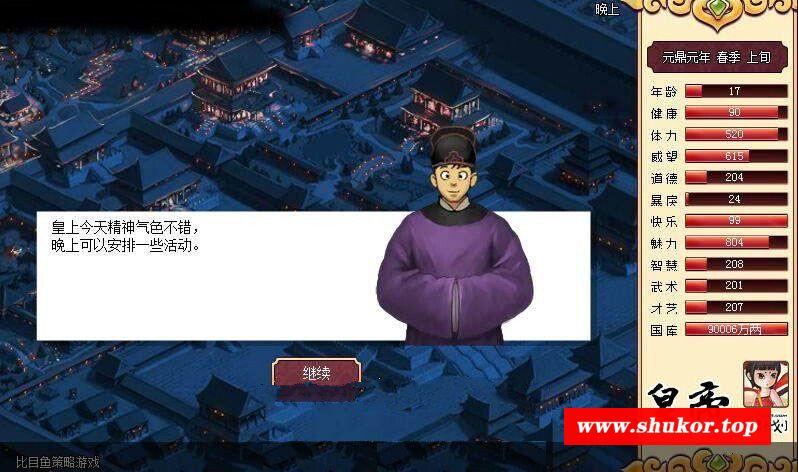 晚上
元鼎元年 春季 上旬
年龄 17
健康 90
体力 520
威望 615
道德 204
暴戾 24
快乐 99
魅力 804
智慧 208
武术 201
才艺 207
国库 90006万两
皇上今天精神气色不错，
晚上可以安排一些活动。
继续
皇帝
划
www.shukor.top
比目鱼策略游戏